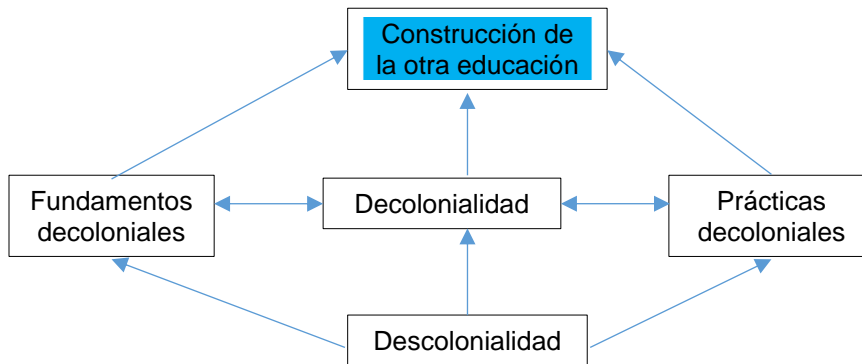 Construcción de
la otra educación
Fundamentos
decoloniales
Decolonialidad
Prácticas
decoloniales
Descolonialidad